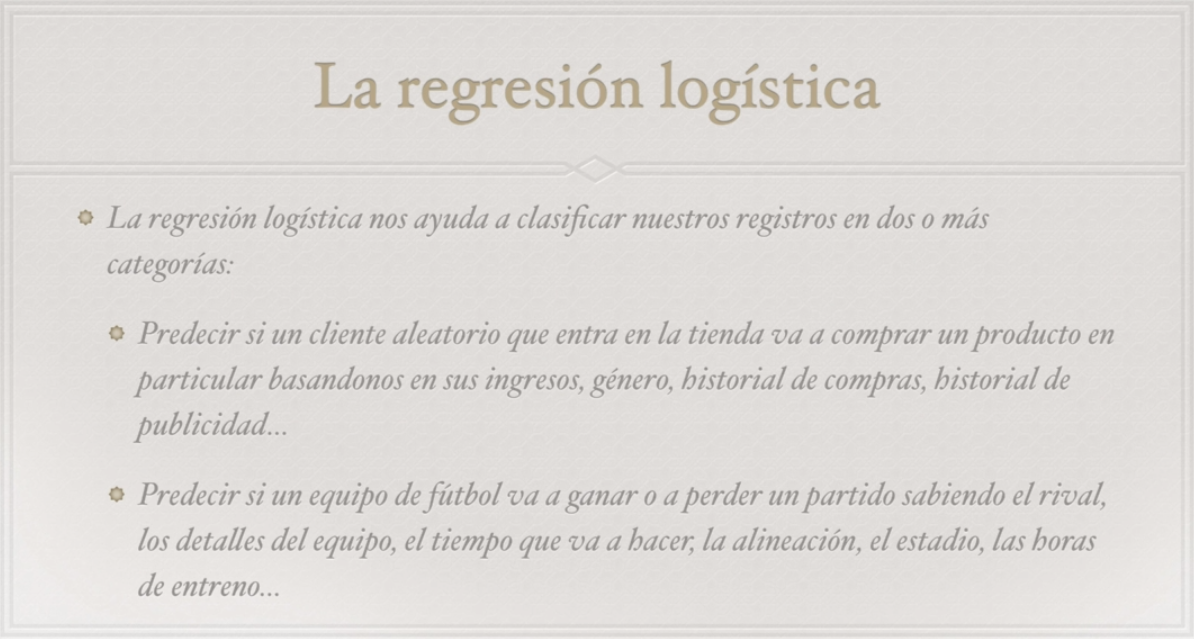 La regresión logística
La regresión logística nos ayuda a clasificar nuestros registros en dos o más
categorías:
Predecir si un cliente aleatorio que entra en la tienda va a comprar un producto en
particular basandonos en sus ingresos, género, historial de compras, historial de
publicidad...
Predecir si un equipo de fútbol va a ganar o a perder un partido sabiendo el rival,
los detalles del equipo, el tiempo que va a hacer, la alineación, el estadio, las horas
de entreno...